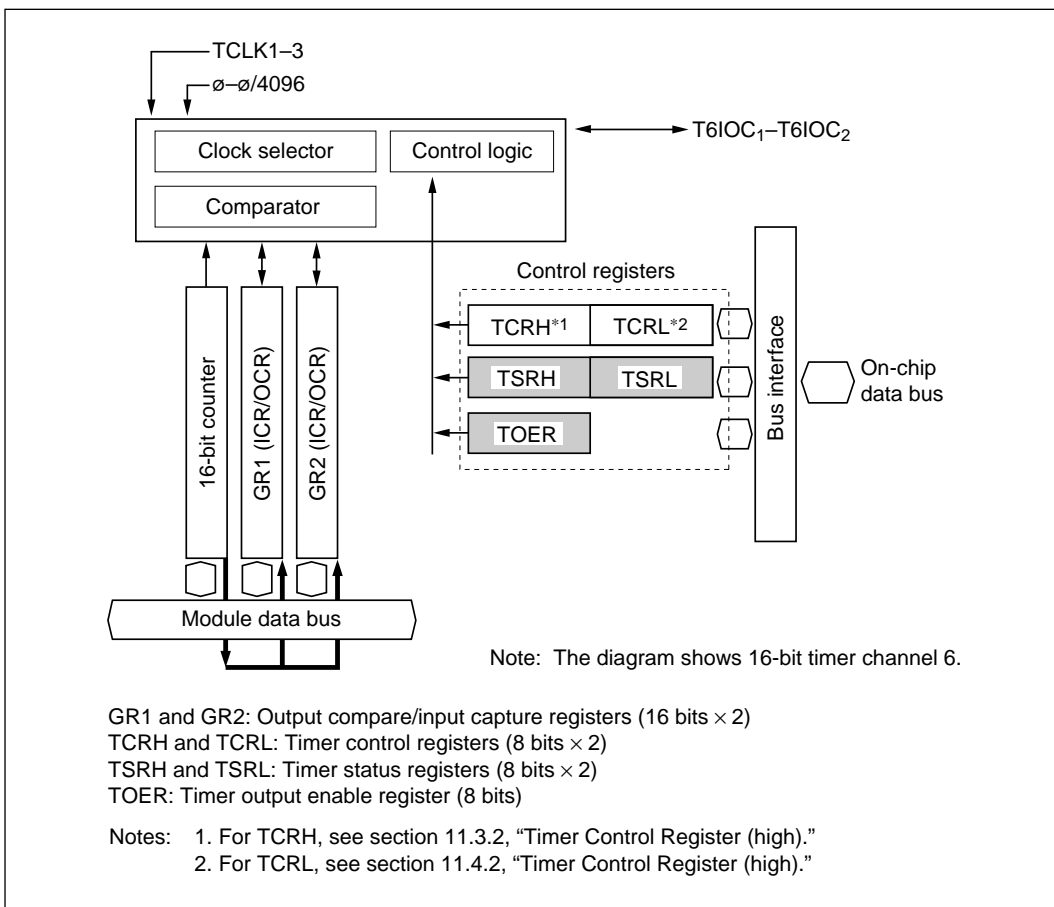 TCLK1–3
ø–ø/4096
Clock selector
Control logic
T6IOC1–T6IOC2
Comparator
Control registers
16-bit counter
GR1 (ICR/OCR)
GR2 (ICR/OCR)
TCRH*1
TCRL*2
TSRH
TSRL
TOER
Bus interface
On-chip
data bus
Module data bus
Note: The diagram shows 16-bit timer channel 6.
GR1 and GR2: Output compare/input capture registers (16 bits × 2)
TCRH and TCRL: Timer control registers (8 bits × 2)
TSRH and TSRL: Timer status registers (8 bits × 2)
TOER: Timer output enable register (8 bits)
Notes: 1. For TCRH, see section 11.3.2, “Timer Control Register (high).”
2. For TCRL, see section 11.4.2, “Timer Control Register (high).”